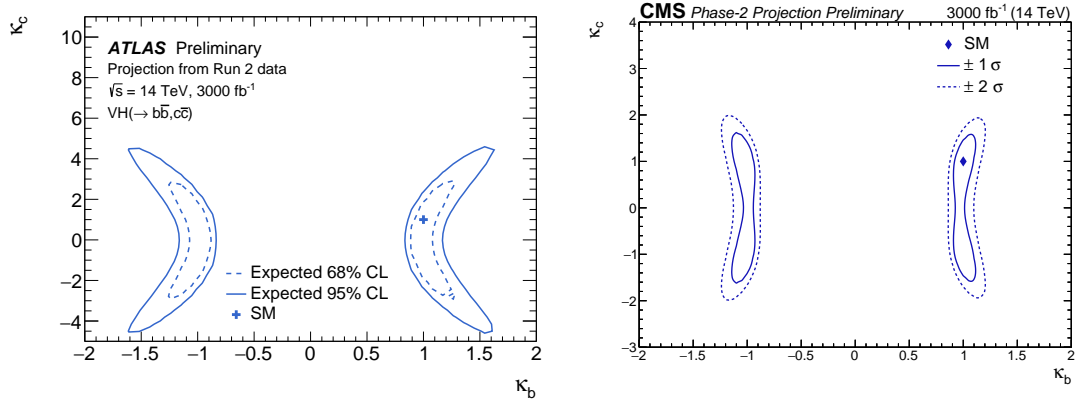 κc
10
8
6
4
2
0
−2
−4
ATLAS Preliminary
Projection from Run 2 data
√s = 14 TeV, 3000 fb-1
VH(→ bb̅,cc̅)
Expected 68% CL
Expected 95% CL
SM
−2 −1.5 −1 −0.5 0 0.5 1 1.5 2
κb
CMS Phase-2 Projection Preliminary 3000 fb-1 (14 TeV)
κc
4
3
2
1
0
−1
−2
−3
SM
± 1 σ
± 2 σ
−2 −1.5 −1 −0.5 0 0.5 1 1.5 2
κb